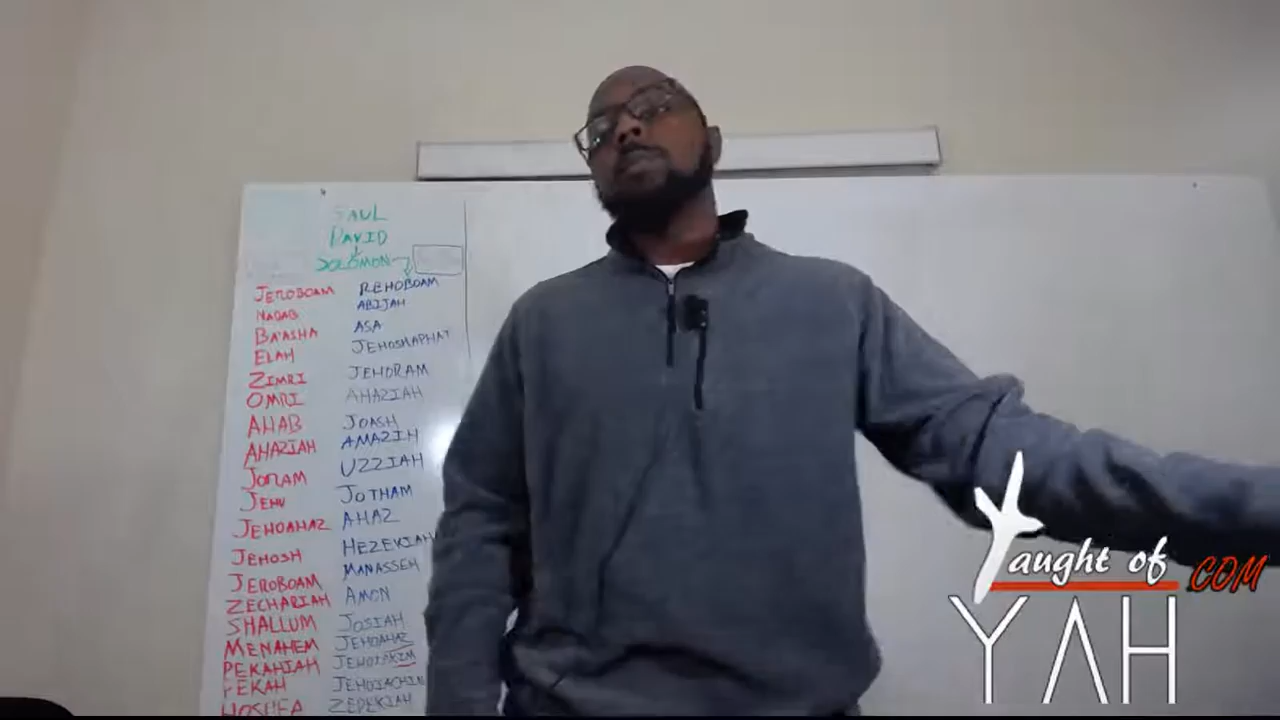 SAUL
DAVID
SOLOMON
JEROBOAM REHOBOAM
NADAB ABIJAH
BA'ASHA ASA
ELAH JEHOSHAPHAT
ZIMRI JEHORAM
OMRI AHAZIAH
AHAB JOASH
AHAZIAH AMAZIH
JORAM UZZIAH
JEHU JOTHAM
JEHOAHAZ AHAZ
JEHOSH HEZEKIAH
JEROBOAM MANASSEH
ZECHARIAH AMON
SHALLUM JOSIAH
MENAHEM JEHOAHAZ
PEKAHIAH JEHOIAKIM
PEKAH JEHOIACHIN
HOSHEA ZEDEKIAH
Yaught of .COM
YAH